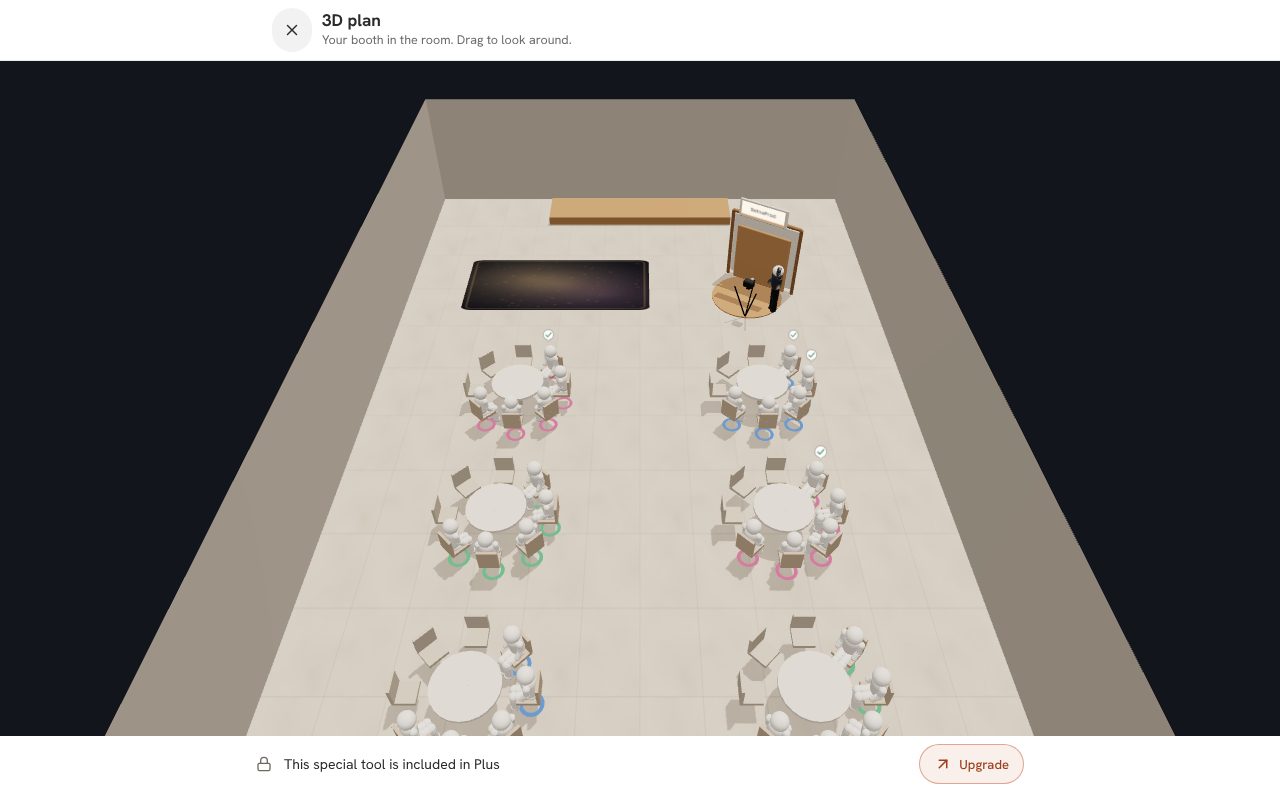 3D plan
Your booth in the room. Drag to look around.
This special tool is included in Plus
Upgrade